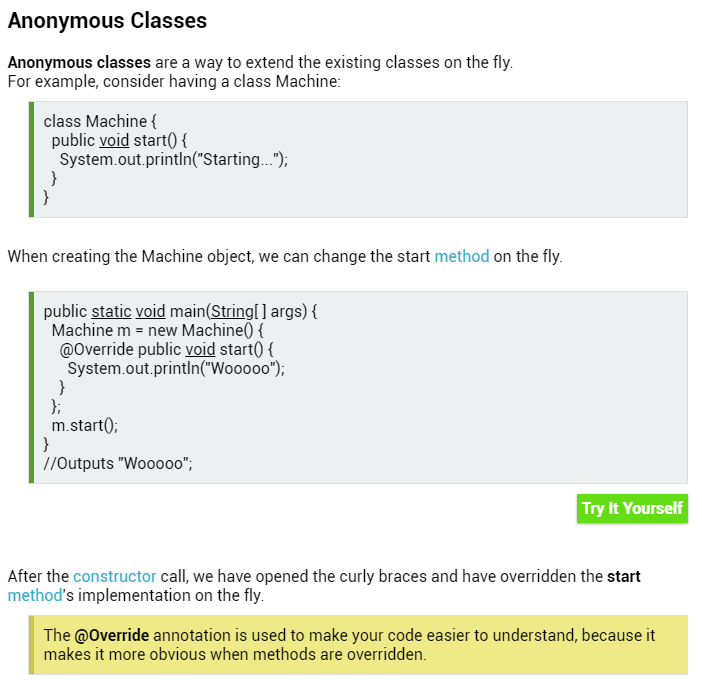 Anonymous Classes
Anonymous classes are a way to extend the existing classes on the fly.
For example, consider having a class Machine:
class Machine {
public void start() {
System.out.println("Starting...");
}
}
When creating the Machine object, we can change the start method on the fly.
public static void main(String[ ] args) {
Machine m = new Machine() {
@Override public void start() {
System.out.println("Wooooo");
}
};
m.start();
}
//Outputs "Wooooo";
Try It Yourself
After the constructor call, we have opened the curly braces and have overridden the start
method's implementation on the fly.
The @Override annotation is used to make your code easier to understand, because it
makes it more obvious when methods are overridden.